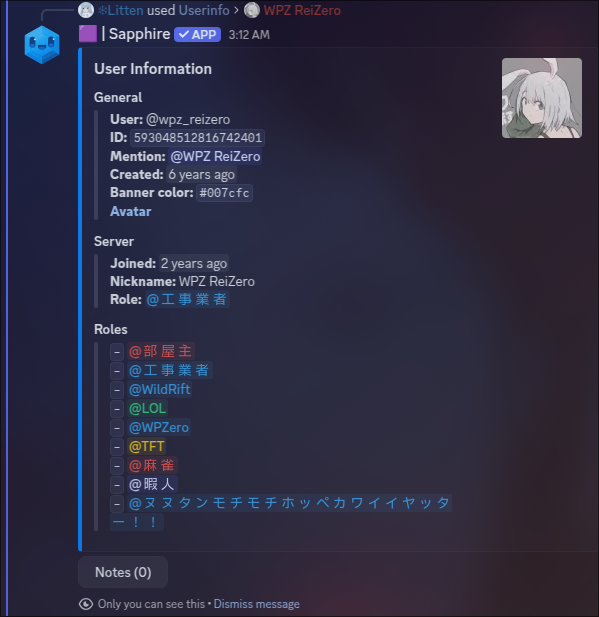 ❄Litten used Userinfo > WPZ ReiZero
| Sapphire ✓ APP 3:12 AM
User Information
General
User: @wpz_reizero
ID: 593048512816742401
Mention: @WPZ ReiZero
Created: 6 years ago
Banner color: #007cfc
Avatar
Server
Joined: 2 years ago
Nickname: WPZ ReiZero
Role: @工事業者
Roles
- @部屋主
- @工事業者
- @WildRift
- @LOL
- @WPZero
- @TFT
- @麻雀
- @暇人
- @ヌヌタンモチモチホッペカワイイヤッタ
ー！！
Notes (0)
Only you can see this • Dismiss message